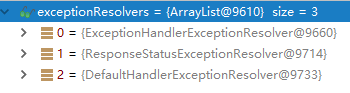 exceptionResolvers = {ArrayList@9610} size = 3
0 = {ExceptionHandlerExceptionResolver@9660}
1 = {ResponseStatusExceptionResolver@9714}
2 = {DefaultHandlerExceptionResolver@9733}